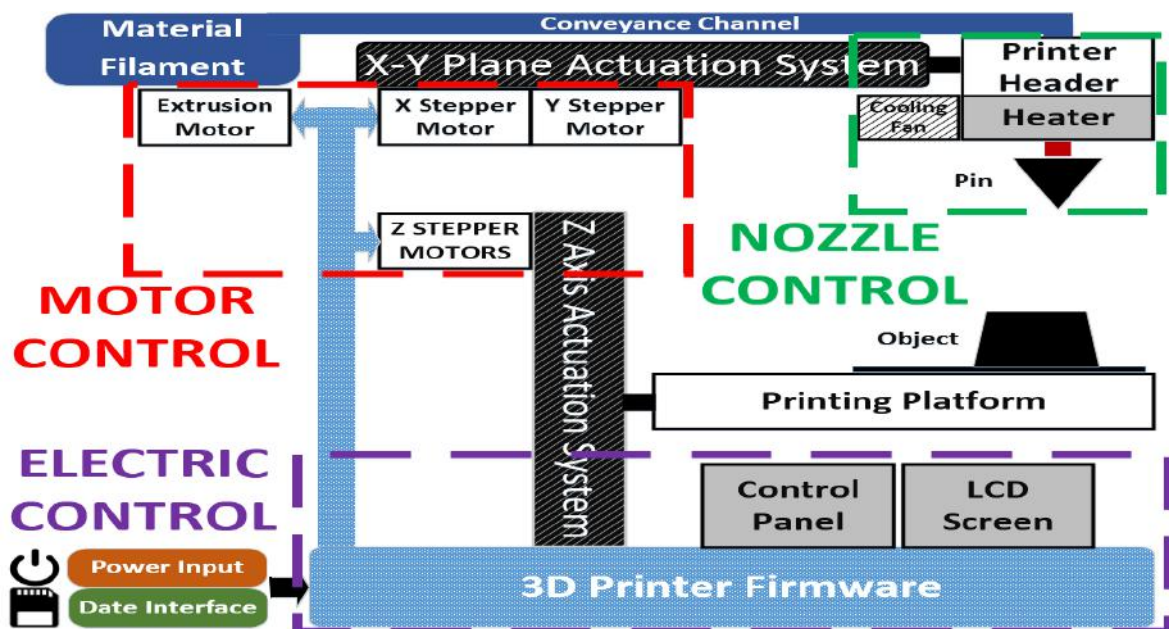 Conveyance Channel
Material
Filament
X-Y Plane Actuation System
Printer
Header
Extrusion
Motor
X Stepper
Motor
Y Stepper
Motor
Cooling
Fan
Heater
Pin
Z STEPPER
MOTORS
Z Axis Actuation System
NOZZLE
CONTROL
MOTOR
CONTROL
Object
Printing Platform
ELECTRIC
CONTROL
Control
Panel
LCD
Screen
Power Input
Date Interface
3D Printer Firmware